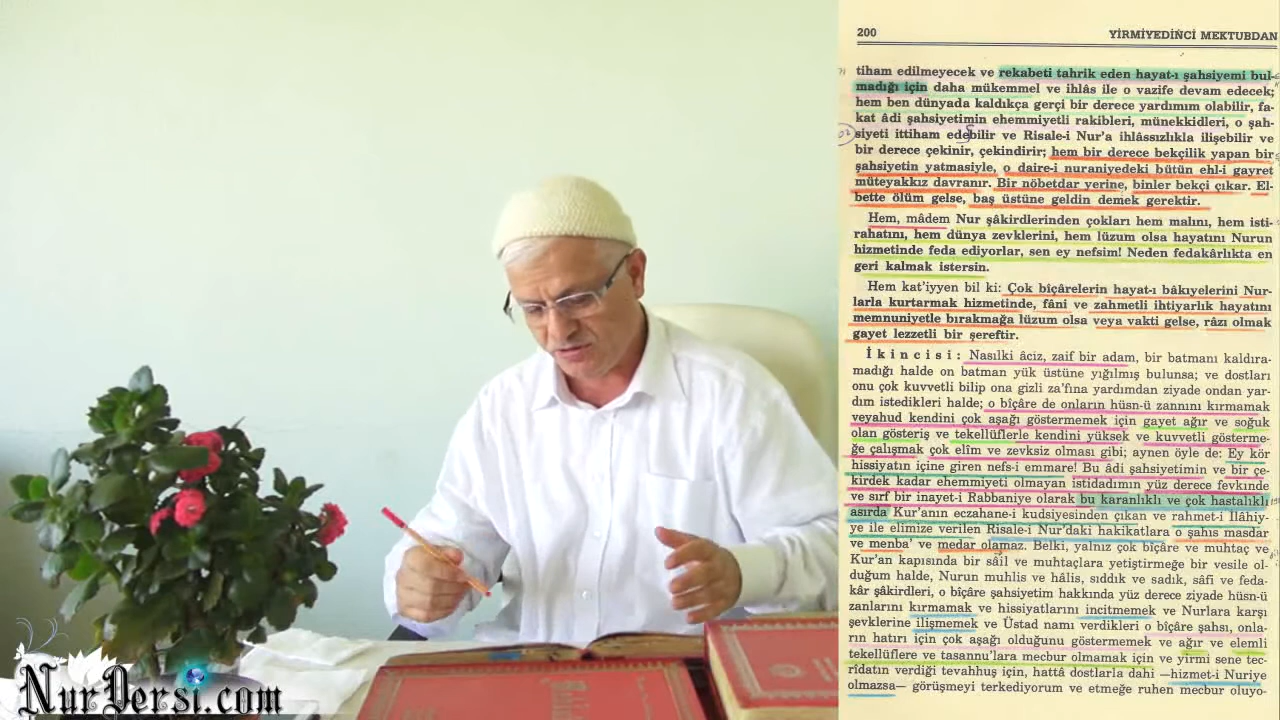 200 YİRMİYEDİNCİ MEKTUBDAN
tiham edilmeyecek ve rekabeti tahrik eden hayat-ı şahsiyemi bul-
madığı için daha mükemmel ve ihlâs ile o vazife devam edecek;
hem ben dünyada kaldıkça gerçi bir derece yardımım olabilir, fa-
kat âdi şahsiyetimin ehemmiyetli rakibleri, münekkidleri, o şah-
siyeti ittiham edebilir ve Risale-i Nur'a ihlâssızlıkla ilişebilir ve
bir derece çekinir, çekindirir; hem bir derece bekçilik yapan bir
şahsiyetin yatmasiyle, o daire-i nuraniyedeki bütün ehl-i gayret
müteyakkız davranır. Bir nöbetdar yerine, binler bekçi çıkar. El-
bette ölüm gelse, baş üstüne geldin demek gerektir.
Hem, mâdem Nur şâkirdlerinden çokları hem malını, hem isti-
rahatını, hem dünya zevklerini, hem lüzum olsa hayatını Nurun
hizmetinde feda ediyorlar, sen ey nefsim! Neden fedakârlıkta en
geri kalmak istersin.
Hem kat'iyyen bil ki: Çok bîçârelerin hayat-ı bâkıyelerini Nur-
larla kurtarmak hizmetinde, fâni ve zahmetli ihtiyarlık hayatını
memnuniyetle bırakmağa lüzum olsa veya vakti gelse, râzı olmak
gayet lezzetli bir şereftir.
İkincisi: Nasılki âciz, zaif bir adam, bir batmanı kaldıra-
madığı halde on batman yük üstüne yığılmış bulunsa; ve dostları
onu çok kuvvetli bilip ona gizli za'fına yardımdan ziyade ondan yar-
dım istedikleri halde; o bîçâre de onların hüsn-ü zannını kırmamak
veyahud kendini çok aşağı göstermemek için gayet ağır ve soğuk
olan gösteriş ve tekellüflerle kendini yüksek ve kuvvetli gösterme-
ğe çalışmak çok elîm ve zevksiz olması gibi; aynen öyle de: Ey kör
hissiyatın içine giren nefs-i emmare! Bu âdi şahsiyetimin ve bir çe-
kirdek kadar ehemmiyeti olmayan istidadımın yüz derece fevkinde
ve sırf bir inayet-i Rabbaniye olarak bu karanlıklı ve çok hastalıklı
asırda Kur'anın eczahane-i kudsiyesinden çıkan ve rahmet-i İlâhiy-
ye ile elimize verilen Risale-i Nur'daki hakikatlara o şahıs masdar
ve menba' ve medar olamaz. Belki, yalnız çok bîçâre ve muhtaç ve
Kur'an kapısında bir sâil ve muhtaçlara yetiştirmeğe bir vesile ol-
duğum halde, Nurun muhlis ve hâlis, sıddık ve sadık, sâfi ve feda-
kâr şâkirdleri, o bîçâre şahsiyetim hakkında yüz derece ziyade hüsn-ü
zanlarını kırmamak ve hissiyatlarını incitmemek ve Nurlara karşı
şevklerine ilişmemek ve Üstad namı verdikleri o bîçâre şahsı, onla-
rın hatırı için çok aşağı olduğunu göstermemek ve ağır ve elemli
tekellüflere ve tasannu'lara mecbur olmamak için ve yirmi sene tec-
rîdatın verdiği tevahhuş için, hattâ dostlarla dahi —hizmet-i Nuriye
olmazsa— görüşmeyi terkediyorum ve etmeğe ruhen mecbur oluyo-
NurDersi.com